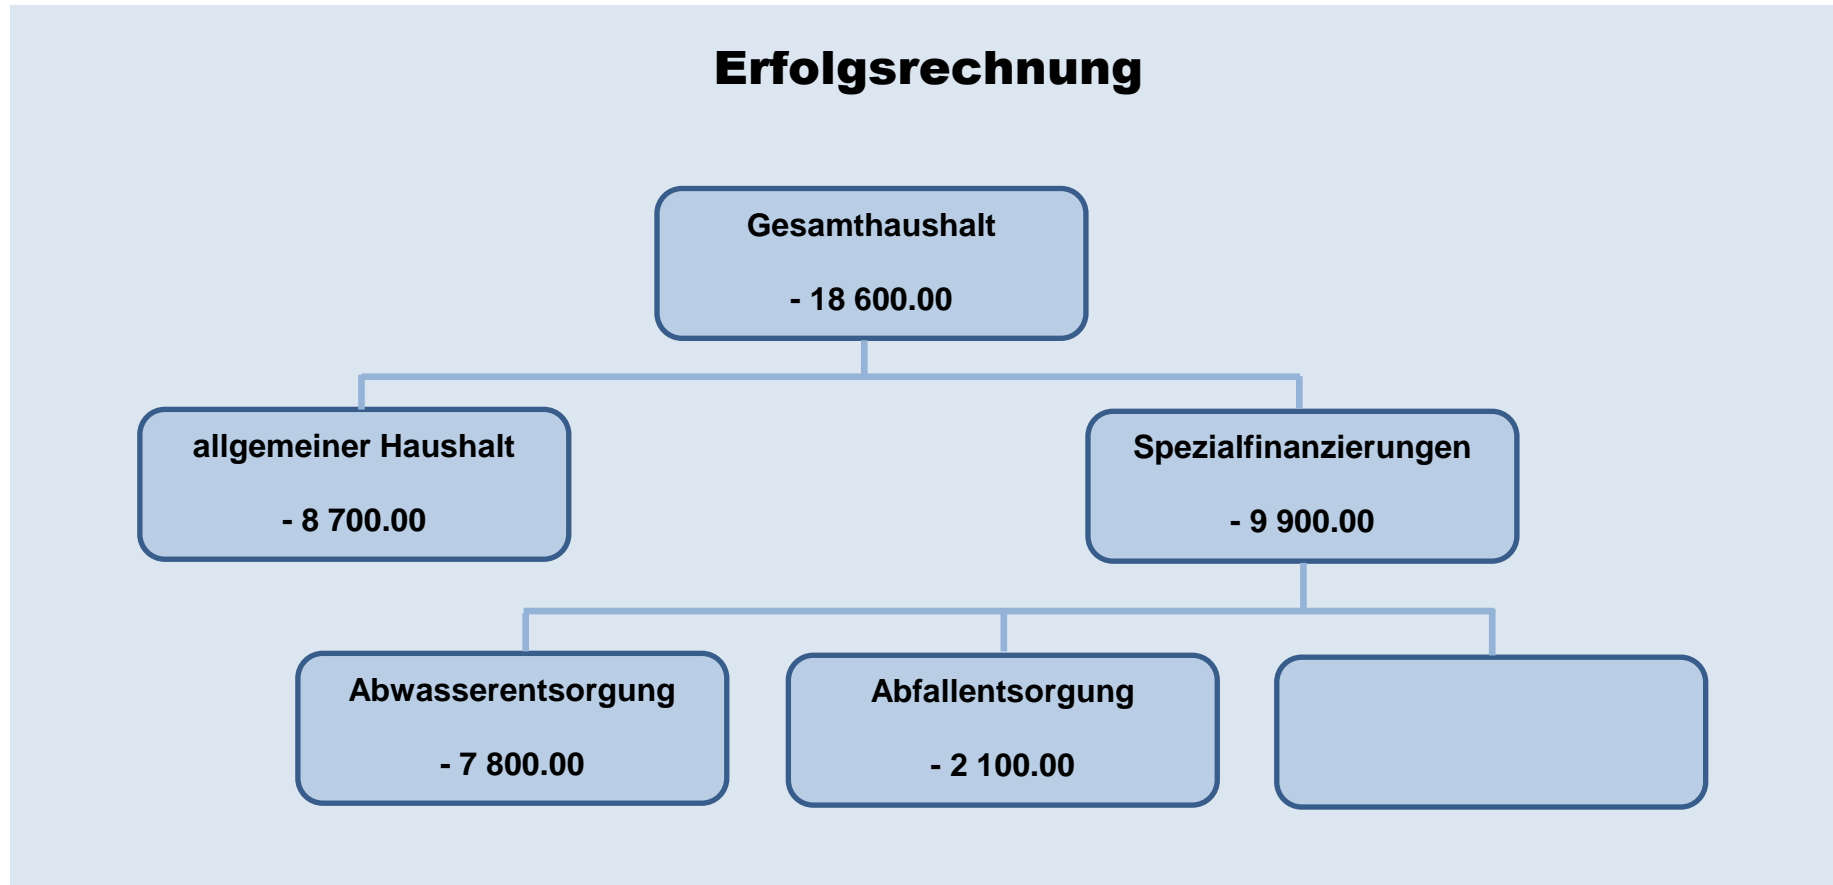 Erfolgsrechnung
Gesamthaushalt
- 18 600.00
allgemeiner Haushalt
- 8 700.00
Spezialfinanzierungen
- 9 900.00
Abwasserentsorgung
- 7 800.00
Abfallentsorgung
- 2 100.00